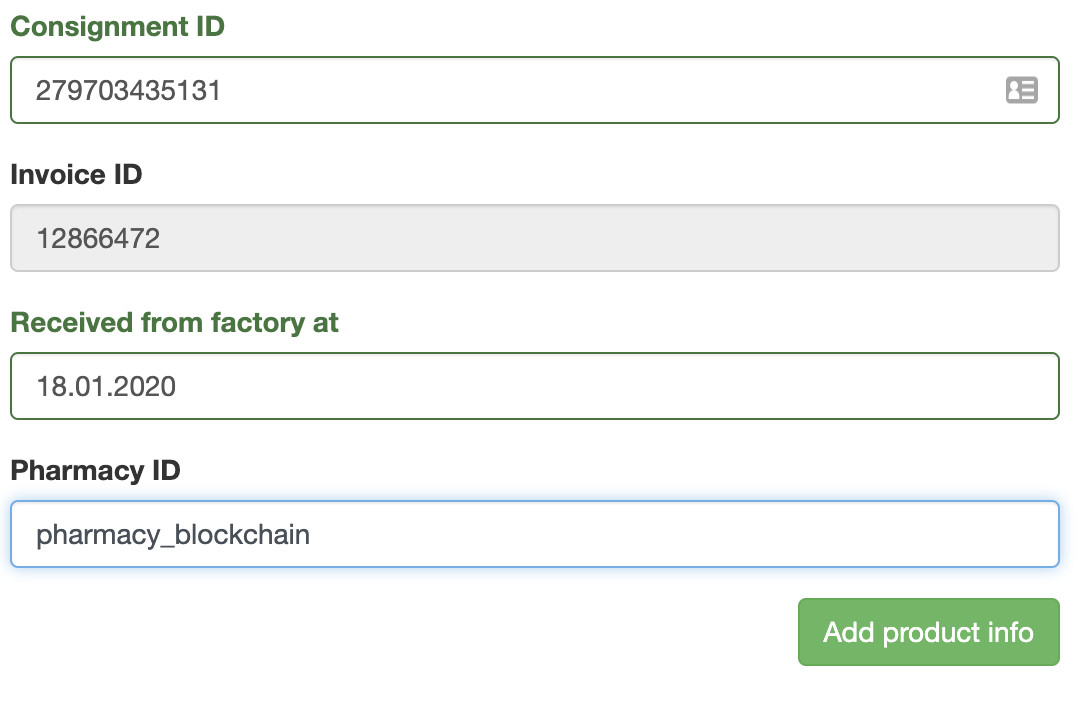 Consignment ID
279703435131
Invoice ID
12866472
Received from factory at
18.01.2020
Pharmacy ID
pharmacy_blockchain
Add product info